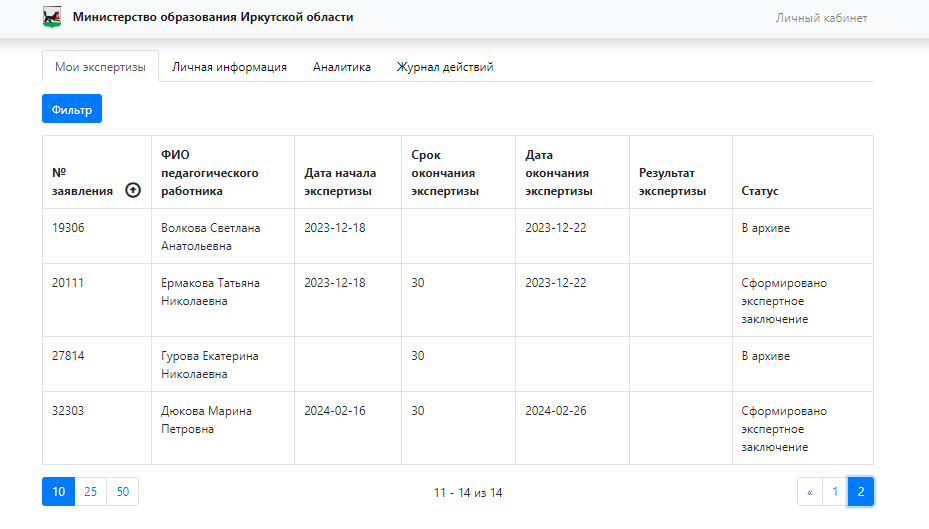 Министерство образования Иркутской области
Личный кабинет
Мои экспертизы Личная информация Аналитика Журнал действий
Фильтр
№ заявления
ФИО педагогического работника
Дата начала экспертизы
Срок окончания экспертизы
Дата окончания экспертизы
Результат экспертизы
Статус
19306 Волкова Светлана Анатольевна 2023-12-18 2023-12-22 В архиве
20111 Ермакова Татьяна Николаевна 2023-12-18 30 2023-12-22 Сформировано экспертное заключение
27814 Гурова Екатерина Николаевна 30 В архиве
32303 Дюкова Марина Петровна 2024-02-16 30 2024-02-26 Сформировано экспертное заключение
10 25 50 11 - 14 из 14 « 1 2